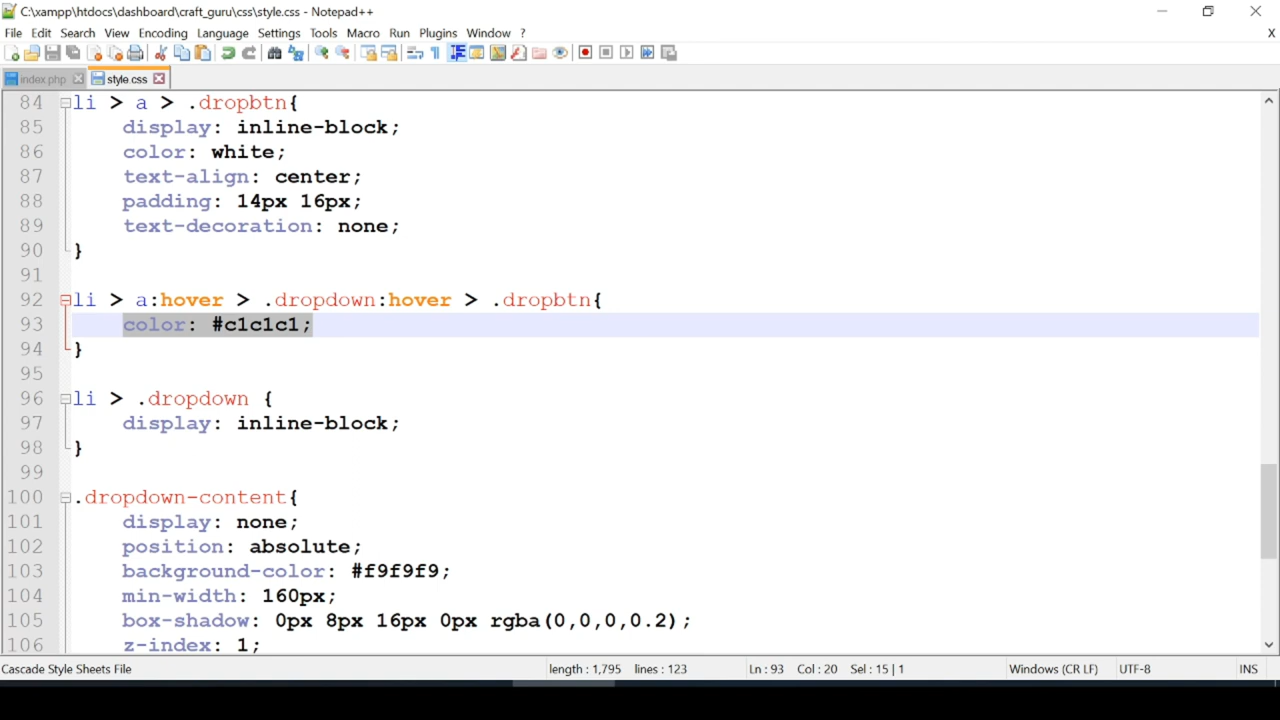 C:\xampp\htdocs\dashboard\craft_guru\css\style.css - Notepad++
File Edit Search View Encoding Language Settings Tools Macro Run Plugins Window ? X
index.php style.css
84 li > a > .dropbtn{
85 display: inline-block;
86 color: white;
87 text-align: center;
88 padding: 14px 16px;
89 text-decoration: none;
90 }
91
92 li > a:hover > .dropdown:hover > .dropbtn{
93 color: #c1c1c1;
94 }
95
96 li > .dropdown {
97 display: inline-block;
98 }
99
100 .dropdown-content{
101 display: none;
102 position: absolute;
103 background-color: #f9f9f9;
104 min-width: 160px;
105 box-shadow: 0px 8px 16px 0px rgba(0,0,0,0.2);
106 z-index: 1;
Cascade Style Sheets File length : 1,795 lines : 123 Ln : 93 Col : 20 Sel : 15 | 1 Windows (CR LF) UTF-8 INS